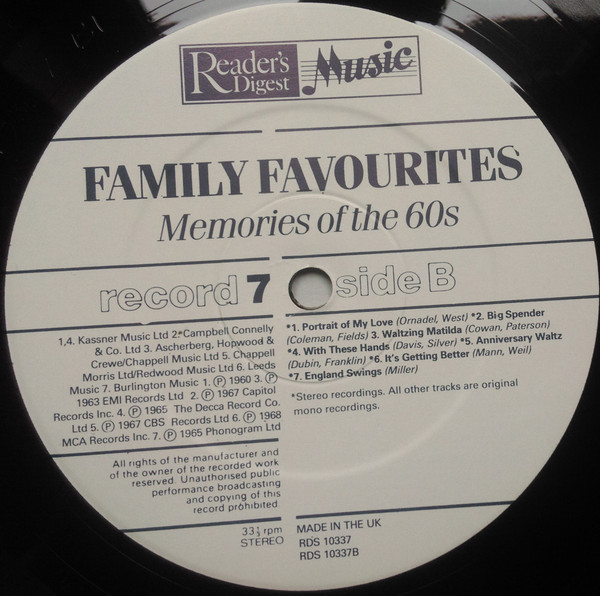 Reader's Digest Music
FAMILY FAVOURITES
Memories of the 60s
record 7 side B
1,4. Kassner Music Ltd 2.*Campbell Connelly
& Co. Ltd 3. Ascherberg, Hopwood &
Crewe/Chappell Music Ltd 5. Chappell
Morris Ltd/Redwood Music Ltd 6. Leeds
Music 7. Burlington Music 1. Ⓟ 1960 3. Ⓟ
1963 EMI Records Ltd 2. Ⓟ 1967 Capitol
Records Inc. 4. Ⓟ 1965 The Decca Record Co.
Ltd 5. Ⓟ 1967 CBS Records Ltd 6. Ⓟ 1968
MCA Records Inc. 7. Ⓟ 1965 Phonogram Ltd
All rights of the manufacturer and
of the owner of the recorded work
reserved. Unauthorised public
performance broadcasting
and copying of this
record prohibited
33⅓ rpm
STEREO
*1. Portrait of My Love (Ornadel, West) *2. Big Spender
(Coleman, Fields) 3. Waltzing Matilda (Cowan, Paterson)
*4. With These Hands (Davis, Silver) *5. Anniversary Waltz
(Dubin, Franklin) *6. It's Getting Better (Mann, Weil)
*7. England Swings (Miller)
*Stereo recordings. All other tracks are original
mono recordings.
MADE IN THE UK
RDS 10337
RDS 10337B